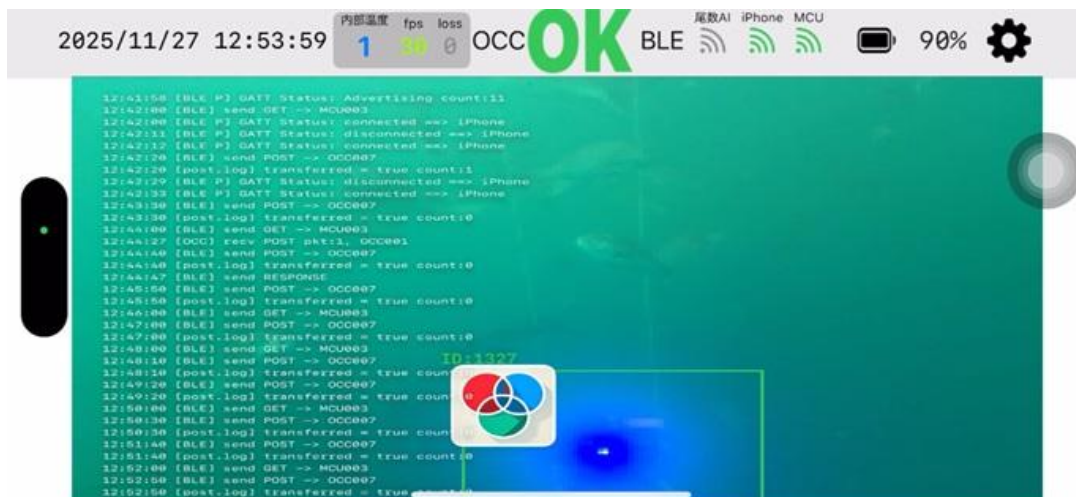 内部温度 fps loss
尾数AI iPhone MCU
2025/11/27 12:53:59 1 30 0 OCC OK BLE 90%
12:41:58 [BLE P] GATT Status: Advertising count:11
12:42:00 [BLE] send GET -> MCU003
12:42:00 [BLE P] GATT Status: connected ==> iPhone
12:42:11 [BLE P] GATT Status: disconnected ==> iPhone
12:42:12 [BLE P] GATT Status: connected ==> iPhone
12:42:20 [BLE] send POST -> OCC007
12:42:20 [post.log] transferred = true count:1
12:42:29 [BLE P] GATT Status: disconnected ==> iPhone
12:42:33 [BLE P] GATT Status: connected ==> iPhone
12:43:30 [BLE] send POST -> OCC007
12:43:30 [post.log] transferred = true count:0
12:44:00 [BLE] send GET -> MCU003
12:44:27 [OCC] recv POST pkt:1, OCC001
12:44:40 [BLE] send POST -> OCC007
12:44:40 [post.log] transferred = true count:0
12:44:47 [BLE] send RESPONSE
12:45:50 [BLE] send POST -> OCC007
12:45:50 [post.log] transferred = true count:0
12:46:00 [BLE] send GET -> MCU003
12:47:00 [BLE] send POST -> OCC007
12:47:00 [post.log] transferred = true count:0
12:48:00 [BLE] send GET -> MCU003
12:48:10 [BLE] send POST -> OCC007
ID:1327
12:48:10 [post.log] transferred = true count:0
12:49:20 [BLE] send POST -> OCC007
12:49:20 [post.log] transferred = true count:0
12:50:00 [BLE] send GET -> MCU003
12:50:30 [BLE] send POST -> OCC007
12:50:30 [post.log] transferred = true count
12:51:40 [BLE] send POST -> OCC007
12:51:40 [post.log] transferred = true count:0
12:52:00 [BLE] send GET -> MCU003
12:52:50 [BLE] send POST -> OCC007
12:52:50 [post.log] transferred = true count:0